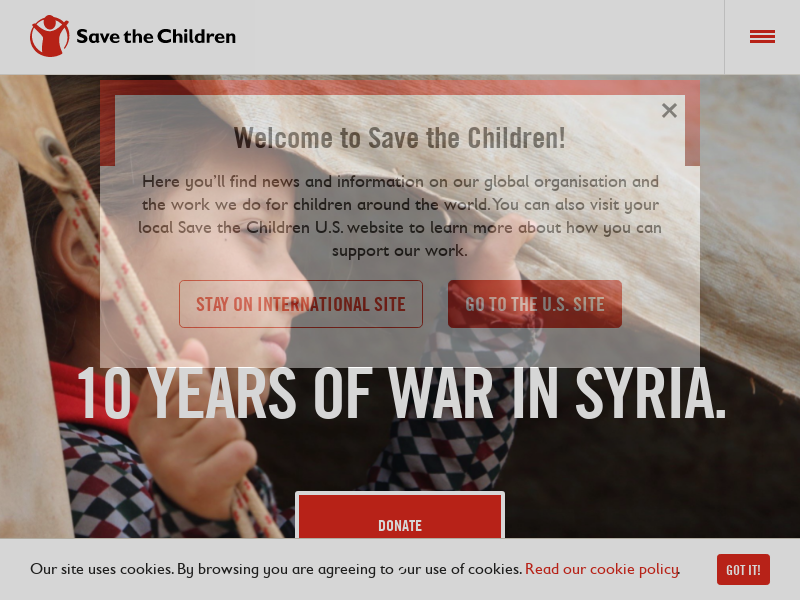 Save the Children
Welcome to Save the Children!
Here you'll find news and information on our global organisation and
the work we do for children around the world. You can also visit your
local Save the Children U.S. website to learn more about how you can
support our work.
STAY ON INTERNATIONAL SITE
GO TO THE U.S. SITE
10 YEARS OF WAR IN SYRIA.
DONATE
Our site uses cookies. By browsing you are agreeing to our use of cookies. Read our cookie policy.
GOT IT!